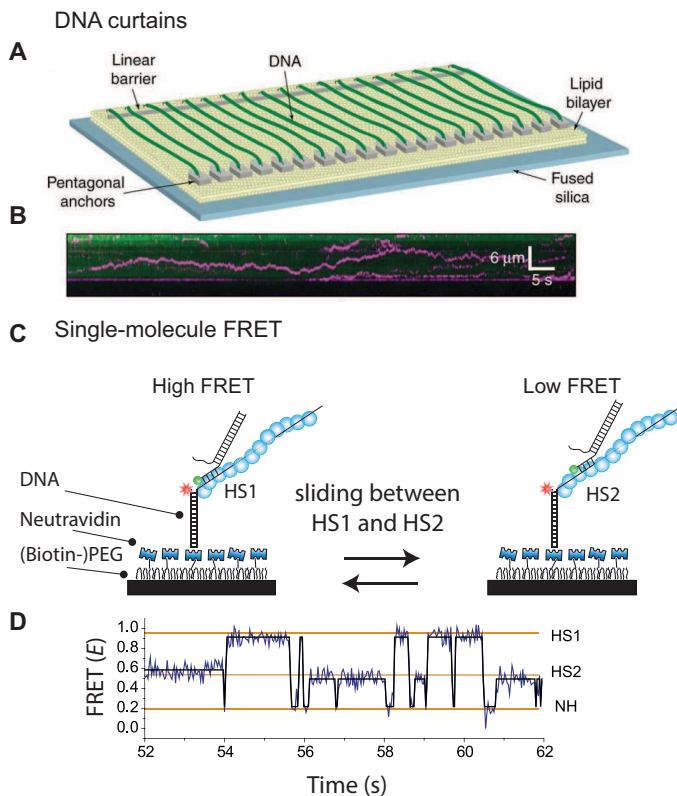 DNA curtains
A
Linear
barrier
DNA
Lipid
bilayer
Pentagonal
anchors
Fused
silica
B
6 μm
5 s
Single-molecule FRET
C
High FRET
Low FRET
DNA
HS1
HS2
Neutravidin
sliding between
HS1 and HS2
(Biotin-)PEG
D
FRET (E)
1.0
0.8
0.6
0.4
0.2
0.0
HS1
HS2
NH
52
54
56
58
60
62
Time (s)